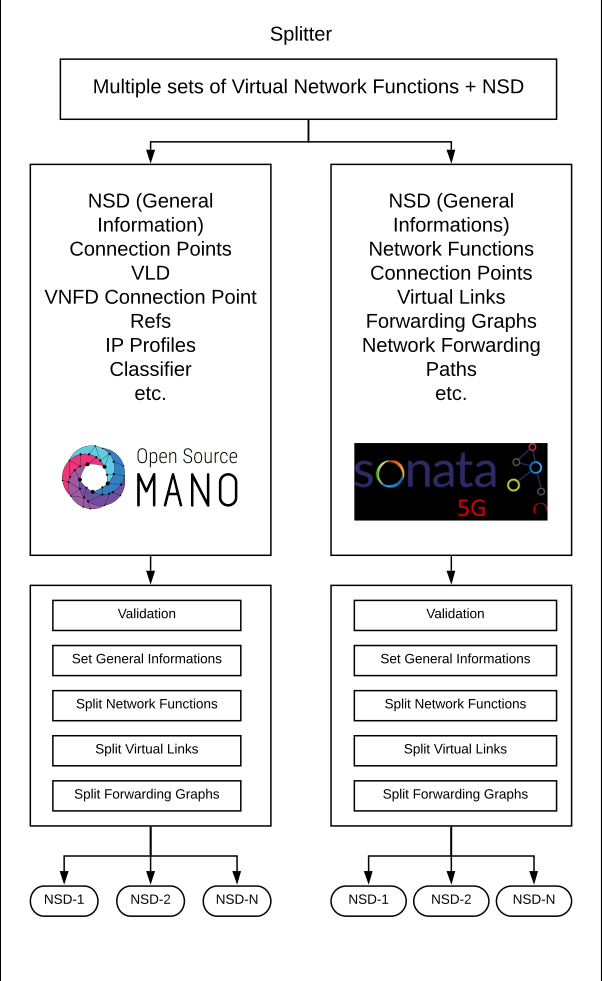 Splitter
Multiple sets of Virtual Network Functions + NSD
NSD (General
Information)
Connection Points
VLD
VNFD Connection Point
Refs
IP Profiles
Classifier
etc.
Open Source
MANO
NSD (General
Informations)
Network Functions
Connection Points
Virtual Links
Forwarding Graphs
Network Forwarding
Paths
etc.
sonata
5G
Validation
Set General Informations
Split Network Functions
Split Virtual Links
Split Forwarding Graphs
Validation
Set General Informations
Split Network Functions
Split Virtual Links
Split Forwarding Graphs
NSD-1
NSD-2
NSD-N
NSD-1
NSD-2
NSD-N